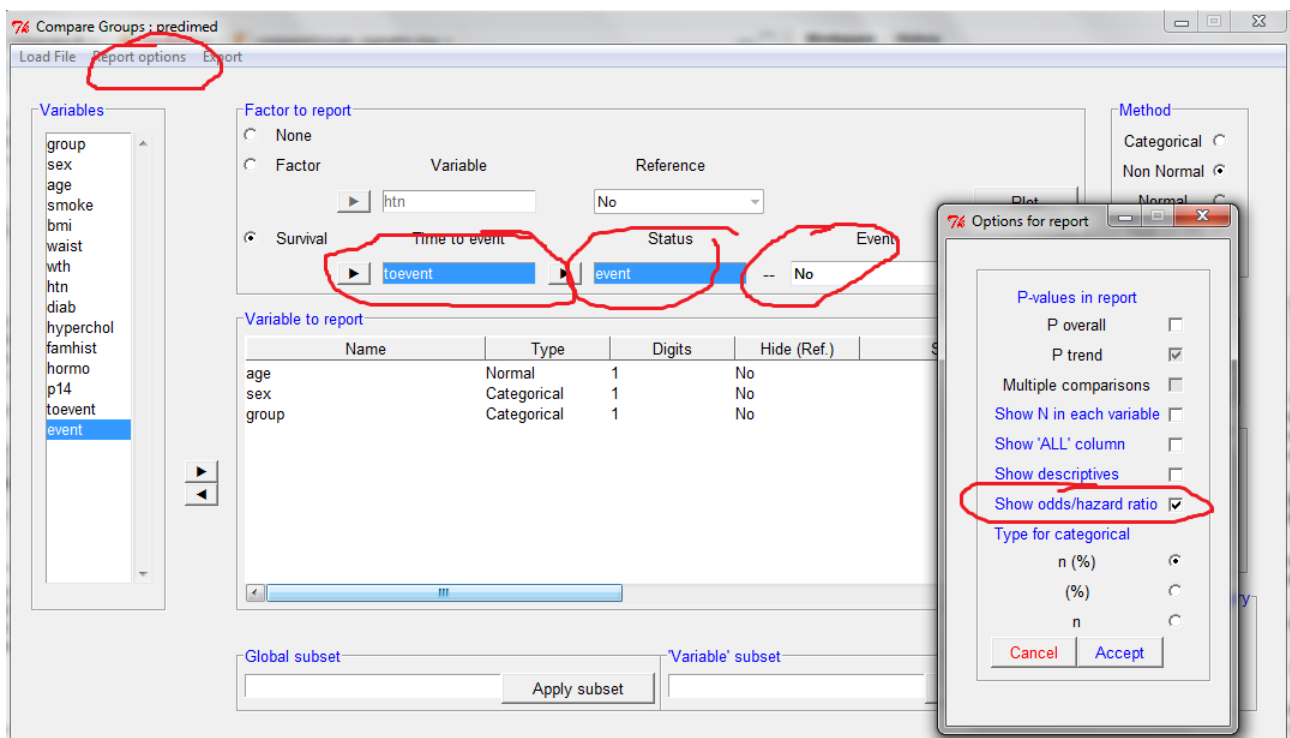 Compare Groups : predimed
Load File Report options Export
Variables
group
sex
age
smoke
bmi
waist
wth
htn
diab
hyperchol
famhist
hormo
p14
toevent
event
Factor to report
None
Factor Variable Reference
htn No
Survival Time to event Status Event
toevent event -- No
Plot
Method
Categorical
Non Normal
Normal
Variable to report
Name Type Digits Hide (Ref.)
age Normal 1 No
sex Categorical 1 No
group Categorical 1 No
Global subset
Apply subset
'Variable' subset
Options for report
P-values in report
P overall
P trend
Multiple comparisons
Show N in each variable
Show 'ALL' column
Show descriptives
Show odds/hazard ratio
Type for categorical
n (%)
(%)
n
Cancel Accept